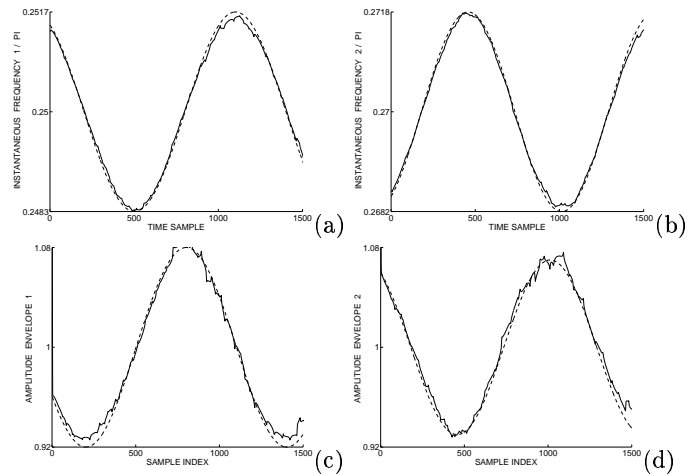 0.2517
0.25
0.2483
INSTANTANEOUS FREQUENCY 1 / PI
0
500
1000
1500
TIME SAMPLE
(a)
0.2718
0.27
0.2682
INSTANTANEOUS FREQUENCY 2 / PI
0
500
1000
1500
TIME SAMPLE
(b)
1.08
1
0.92
AMPLITUDE ENVELOPE 1
0
500
1000
1500
SAMPLE INDEX
(c)
1.08
1
0.92
AMPLITUDE ENVELOPE 2
0
500
1000
1500
SAMPLE INDEX
(d)